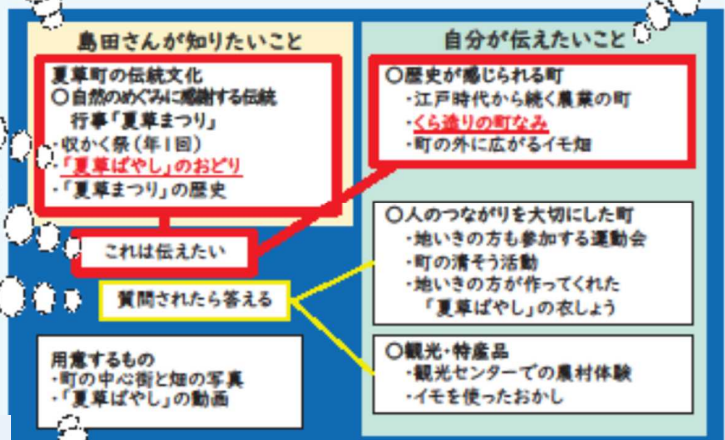 島田さんが知りたいこと
夏草町の伝統文化
〇自然のめぐみに感謝する伝統
行事「夏草まつり」
・収かく祭(年1回)
・「夏草ばやし」のおどり
・「夏草まつり」の歴史
これは伝えたい
質問されたら答える
用意するもの
・町の中心街と畑の写真
・「夏草ばやし」の動画
自分が伝えたいこと
〇歴史が感じられる町
・江戸時代から続く農業の町
・くら造りの町なみ
・町の外に広がるイモ畑
〇人のつながりを大切にした町
・地いきの方も参加する運動会
・町の清そう活動
・地いきの方が作ってくれた
「夏草ばやし」の衣しょう
〇観光・特産品
・観光センターでの農村体験
・イモを使ったおかし